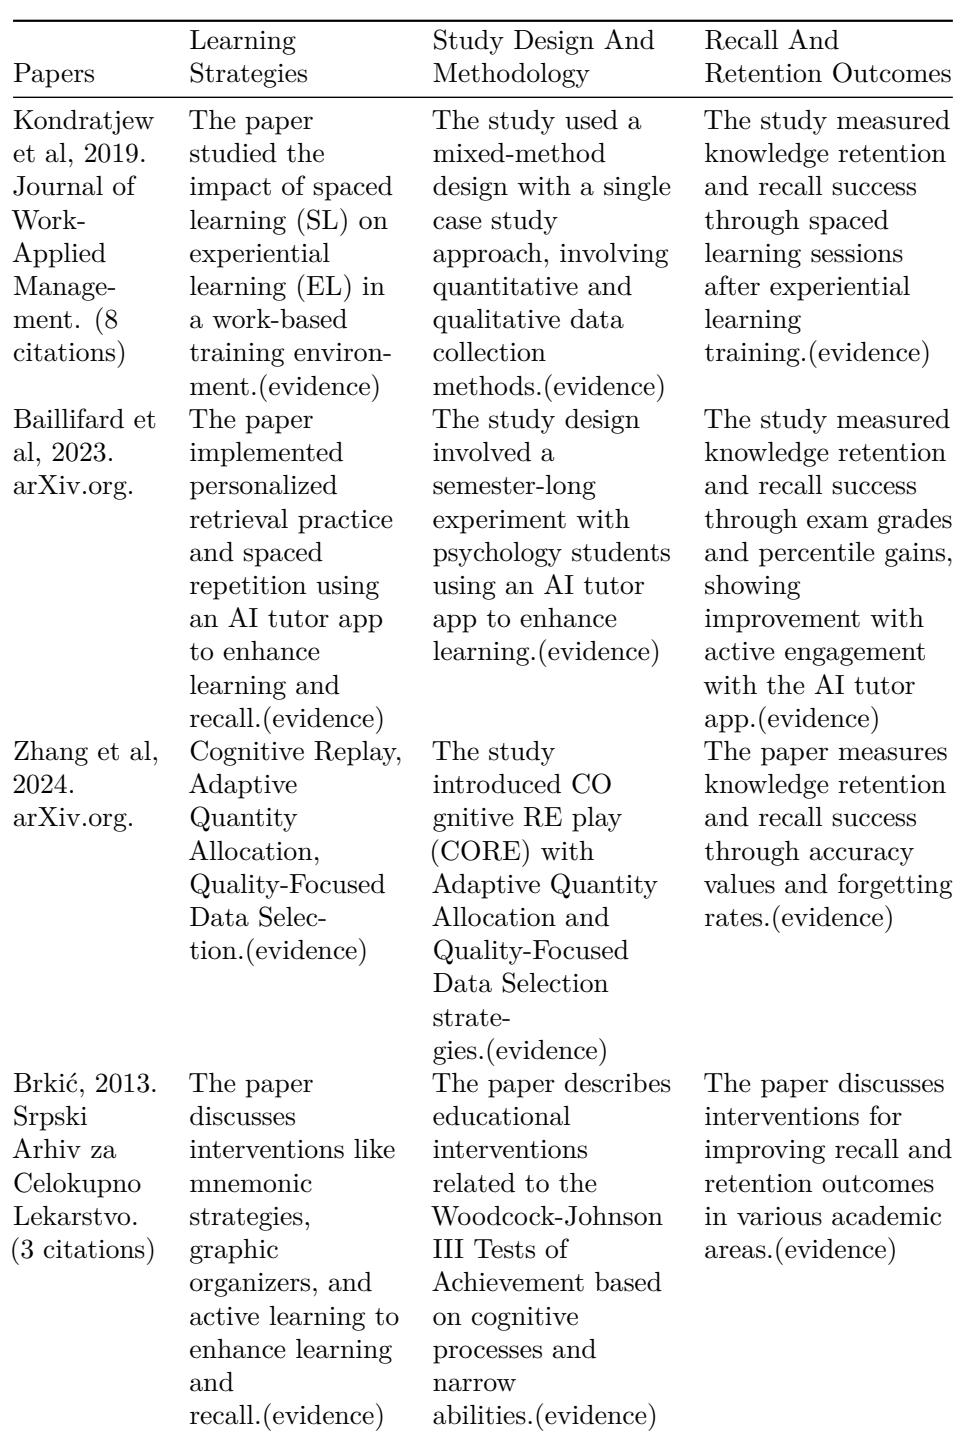 Papers
Learning
Strategies
Study Design And
Methodology
Recall And
Retention Outcomes
Kondratjew
et al, 2019.
Journal of
Work-
Applied
Manage-
ment. (8
citations)
The paper
studied the
impact of spaced
learning (SL) on
experiential
learning (EL) in
a work-based
training environ-
ment.(evidence)
The study used a
mixed-method
design with a single
case study
approach, involving
quantitative and
qualitative data
collection
methods.(evidence)
The study measured
knowledge retention
and recall success
through spaced
learning sessions
after experiential
learning
training.(evidence)
Baillifard et
al, 2023.
arXiv.org.
The paper
implemented
personalized
retrieval practice
and spaced
repetition using
an AI tutor app
to enhance
learning and
recall.(evidence)
The study design
involved a
semester-long
experiment with
psychology students
using an AI tutor
app to enhance
learning.(evidence)
The study measured
knowledge retention
and recall success
through exam grades
and percentile gains,
showing
improvement with
active engagement
with the AI tutor
app.(evidence)
Zhang et al,
2024.
arXiv.org.
Cognitive Replay,
Adaptive
Quantity
Allocation,
Quality-Focused
Data Selec-
tion.(evidence)
The study
introduced CO
gnitive RE play
(CORE) with
Adaptive Quantity
Allocation and
Quality-Focused
Data Selection
strate-
gies.(evidence)
The paper measures
knowledge retention
and recall success
through accuracy
values and forgetting
rates.(evidence)
Brkić, 2013.
Srpski
Arhiv za
Celokupno
Lekarstvo.
(3 citations)
The paper
discusses
interventions like
mnemonic
strategies,
graphic
organizers, and
active learning to
enhance learning
and
recall.(evidence)
The paper describes
educational
interventions
related to the
Woodcock-Johnson
III Tests of
Achievement based
on cognitive
processes and
narrow
abilities.(evidence)
The paper discusses
interventions for
improving recall and
retention outcomes
in various academic
areas.(evidence)